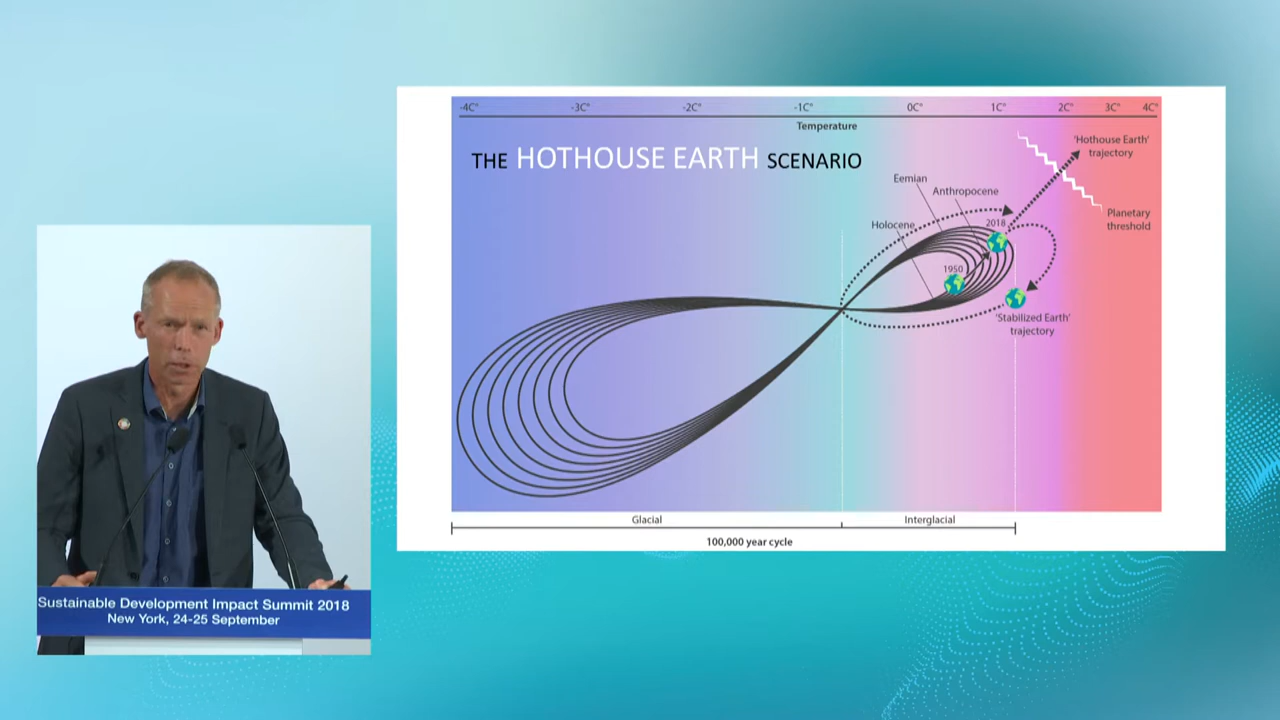 -4C° -3C° -2C° -1C° 0C° 1C° 2C° 3C° 4C°
Temperature
THE HOTHOUSE EARTH SCENARIO
'Hothouse Earth'
trajectory
Eemian
Anthropocene
Planetary
threshold
Holocene
2018
1950
'Stabilized Earth'
trajectory
Glacial
Interglacial
100,000 year cycle
Sustainable Development Impact Summit 2018
New York, 24-25 September